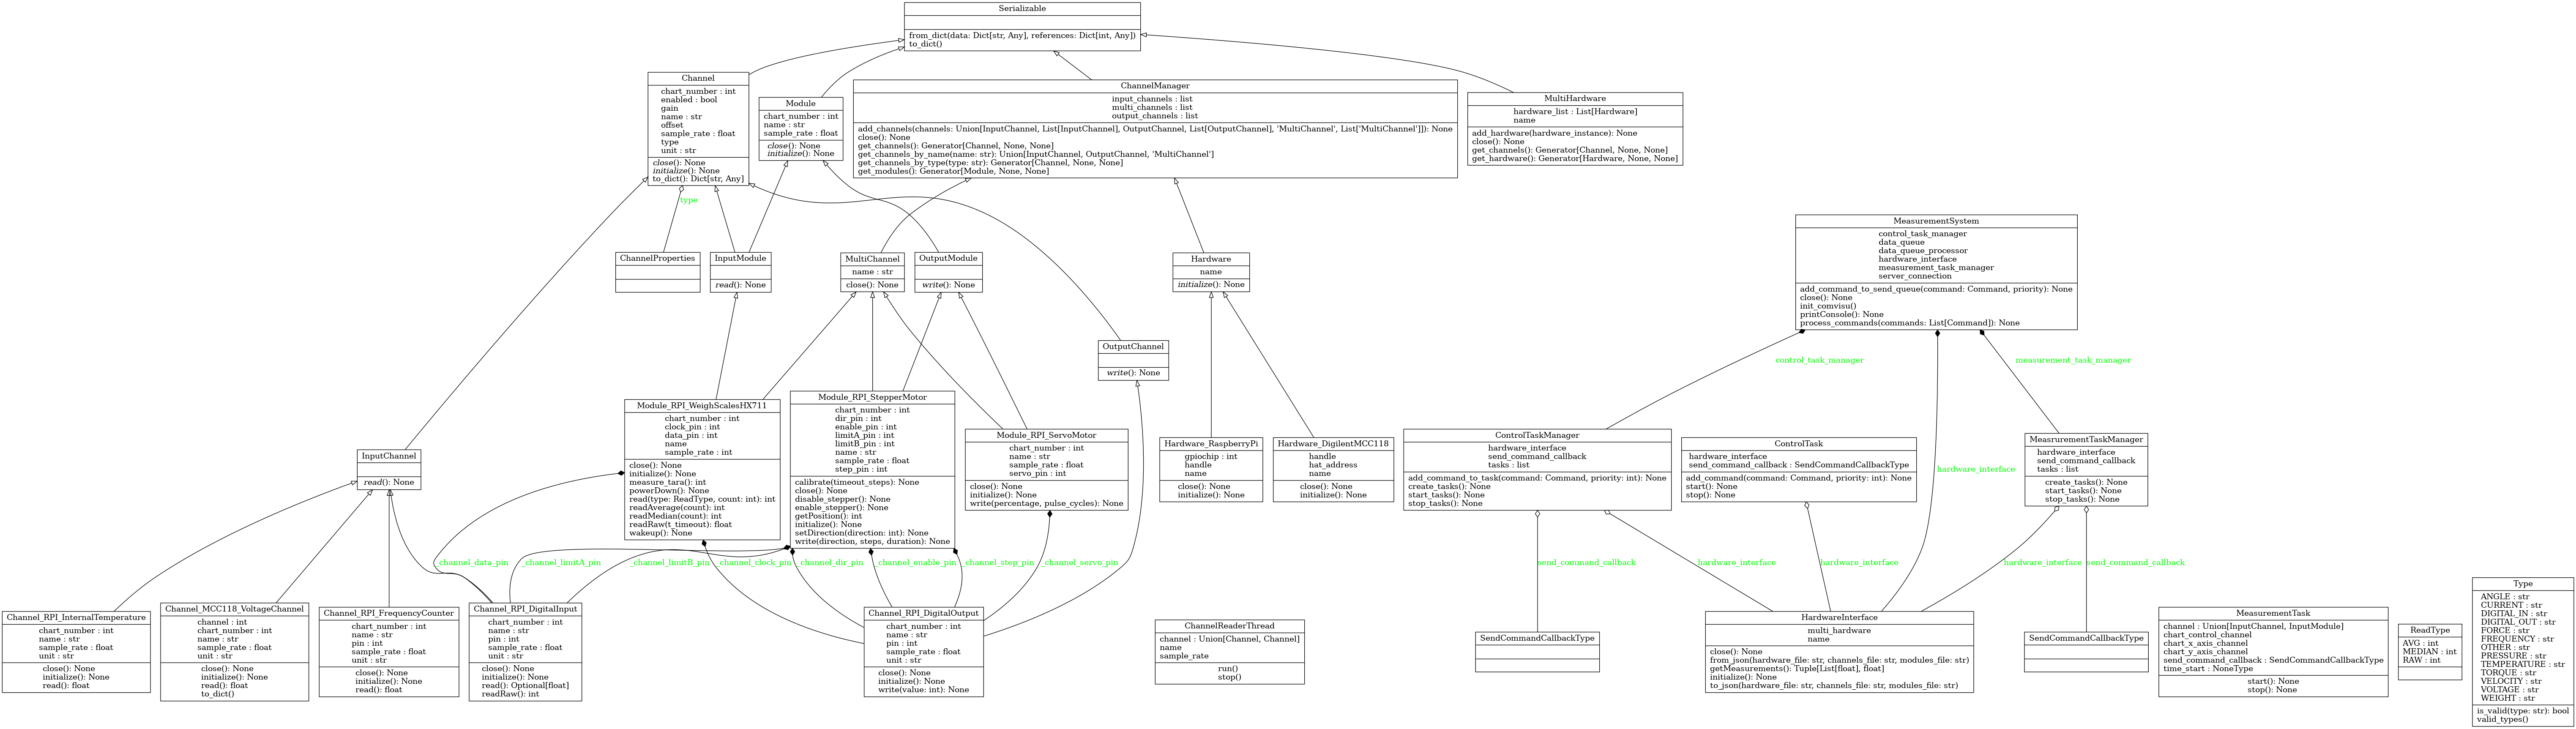 Serializable
from_dict(data: Dict[str, Any], references: Dict[int, Any])
to_dict()
Channel
chart_number : int
enabled : bool
gain
name : str
offset
sample_rate : float
type
unit : str
close(): None
initialize(): None
to_dict(): Dict[str, Any]
Module
chart_number : int
name : str
sample_rate : float
close(): None
initialize(): None
ChannelManager
input_channels : list
multi_channels : list
output_channels : list
add_channels(channels: Union[InputChannel, List[InputChannel], OutputChannel, List[OutputChannel], 'MultiChannel', List['MultiChannel']]): None
close(): None
get_channels(): Generator[Channel, None, None]
get_channels_by_name(name: str): Union[InputChannel, OutputChannel, 'MultiChannel']
get_channels_by_type(type: str): Generator[Channel, None, None]
get_modules(): Generator[Module, None, None]
MultiHardware
hardware_list : List[Hardware]
name
add_hardware(hardware_instance): None
close(): None
get_channels(): Generator[Channel, None, None]
get_hardware(): Generator[Hardware, None, None]
type
ChannelProperties
InputModule
read(): None
MultiChannel
name : str
close(): None
OutputModule
write(): None
Hardware
name
initialize(): None
MeasurementSystem
control_task_manager
data_queue
data_queue_processor
hardware_interface
measurement_task_manager
server_connection
add_command_to_send_queue(command: Command, priority): None
close(): None
init_comvisu()
printConsole(): None
process_commands(commands: List[Command]): None
OutputChannel
write(): None
control_task_manager
measurement_task_manager
hardware_interface
InputChannel
read(): None
Module_RPI_WeighScalesHX711
chart_number : int
clock_pin : int
data_pin : int
name
sample_rate : int
close(): None
initialize(): None
measure_tara(): int
powerDown(): None
read(type: ReadType, count: int): int
readAverage(count): int
readMedian(count): int
readRaw(t_timeout): float
wakeup(): None
Module_RPI_StepperMotor
chart_number : int
dir_pin : int
enable_pin : int
limitA_pin : int
limitB_pin : int
name : str
sample_rate : float
step_pin : int
calibrate(timeout_steps): None
close(): None
disable_stepper(): None
enable_stepper(): None
getPosition(): int
initialize(): None
setDirection(direction: int): None
write(direction, steps, duration): None
Module_RPI_ServoMotor
chart_number : int
name : str
sample_rate : float
servo_pin : int
close(): None
initialize(): None
write(percentage, pulse_cycles): None
Hardware_RaspberryPi
gpiochip : int
handle
name
close(): None
initialize(): None
Hardware_DigilentMCC118
handle
hat_address
name
close(): None
initialize(): None
ControlTaskManager
hardware_interface
send_command_callback
tasks : list
add_command_to_task(command: Command, priority: int): None
create_tasks(): None
start_tasks(): None
stop_tasks(): None
ControlTask
hardware_interface
send_command_callback : SendCommandCallbackType
add_command(command: Command, priority: int): None
start(): None
stop(): None
MeasrurementTaskManager
hardware_interface
send_command_callback
tasks : list
create_tasks(): None
start_tasks(): None
stop_tasks(): None
_channel_data_pin
_channel_limitA_pin
_channel_limitB_pin
_channel_clock_pin
_channel_dir_pin
_channel_enable_pin
_channel_step_pin
_channel_servo_pin
send_command_callback
hardware_interface
hardware_interface
hardware_interface
send_command_callback
Channel_RPI_InternalTemperature
chart_number : int
name : str
sample_rate : float
unit : str
close(): None
initialize(): None
read(): float
Channel_MCC118_VoltageChannel
channel : int
chart_number : int
name : str
sample_rate : float
unit : str
close(): None
initialize(): None
read(): float
to_dict()
Channel_RPI_FrequencyCounter
chart_number : int
name : str
pin : int
sample_rate : float
unit : str
close(): None
initialize(): None
read(): float
Channel_RPI_DigitalInput
chart_number : int
name : str
pin : int
sample_rate : float
unit : str
close(): None
initialize(): None
read(): Optional[float]
readRaw(): int
Channel_RPI_DigitalOutput
chart_number : int
name : str
pin : int
sample_rate : float
unit : str
close(): None
initialize(): None
write(value: int): None
ChannelReaderThread
channel : Union[Channel, Channel]
name
sample_rate
run()
stop()
SendCommandCallbackType
HardwareInterface
multi_hardware
name
close(): None
from_json(hardware_file: str, channels_file: str, modules_file: str)
getMeasurements(): Tuple[List[float], float]
initialize(): None
to_json(hardware_file: str, channels_file: str, modules_file: str)
SendCommandCallbackType
MeasurementTask
channel : Union[InputChannel, InputModule]
chart_control_channel
chart_x_axis_channel
chart_y_axis_channel
send_command_callback : SendCommandCallbackType
time_start : NoneType
start(): None
stop(): None
ReadType
AVG : int
MEDIAN : int
RAW : int
Type
ANGLE : str
CURRENT : str
DIGITAL_IN : str
DIGITAL_OUT : str
FORCE : str
FREQUENCY : str
OTHER : str
PRESSURE : str
TEMPERATURE : str
TORQUE : str
VELOCITY : str
VOLTAGE : str
WEIGHT : str
is_valid(type: str): bool
valid_types()